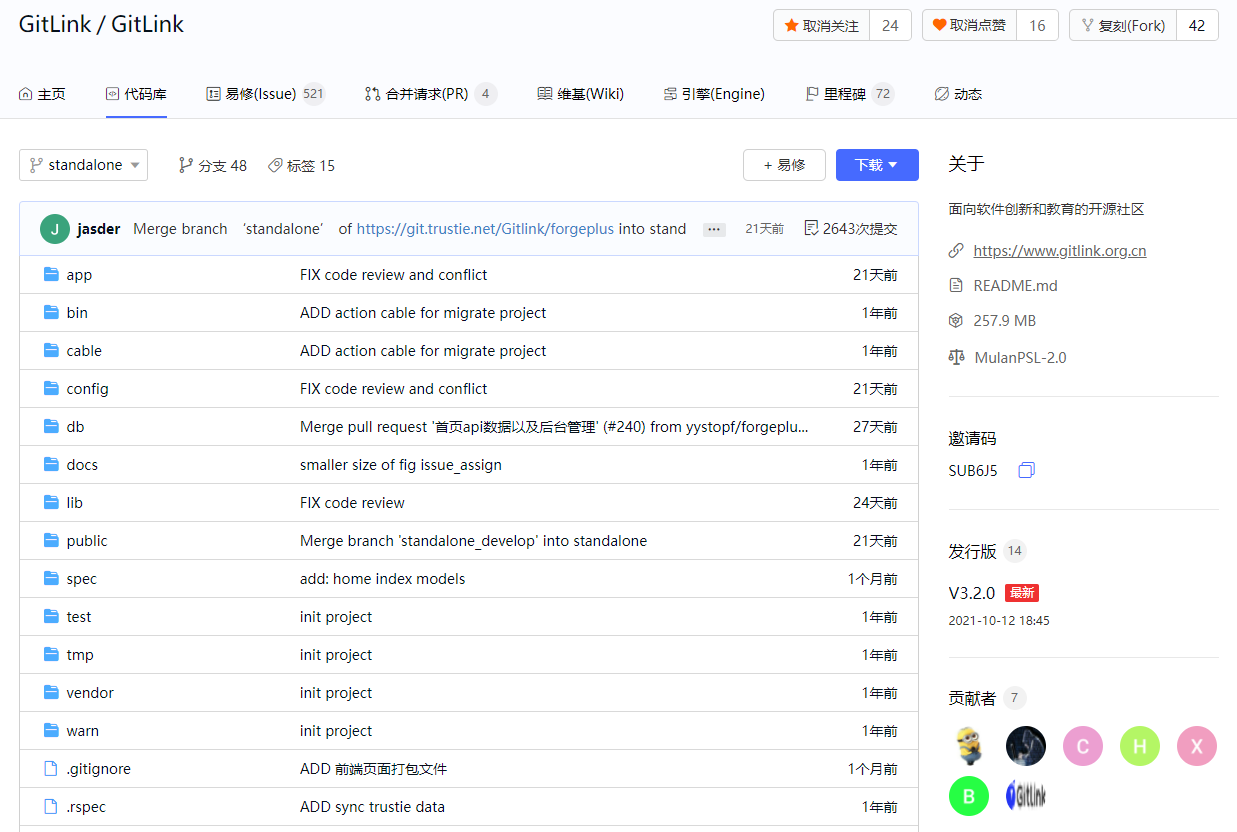 GitLink / GitLink
取消关注 24 取消点赞 16 复刻(Fork) 42
主页 代码库 易修(Issue) 521 合并请求(PR) 4 维基(Wiki) 引擎(Engine) 里程碑 72 动态
standalone 分支 48 标签 15 + 易修 下载
J jasder Merge branch 'standalone' of https://git.trustie.net/Gitlink/forgeplus into stand ... 21天前 2643次提交
app FIX code review and conflict 21天前
bin ADD action cable for migrate project 1年前
cable ADD action cable for migrate project 1年前
config FIX code review and conflict 21天前
db Merge pull request '首页api数据以及后台管理' (#240) from yystopf/forgeplu... 27天前
docs smaller size of fig issue_assign 1年前
lib FIX code review 24天前
public Merge branch 'standalone_develop' into standalone 21天前
spec add: home index models 1个月前
test init project 1年前
tmp init project 1年前
vendor init project 1年前
warn init project 1年前
.gitignore ADD 前端页面打包文件 1个月前
.rspec ADD sync trustie data 1年前
关于
面向软件创新和教育的开源社区
https://www.gitlink.org.cn
README.md
257.9 MB
MulanPSL-2.0
邀请码
SUB6J5
发行版 14
V3.2.0 最新
2021-10-12 18:45
贡献者 7
C H X
B GitLink